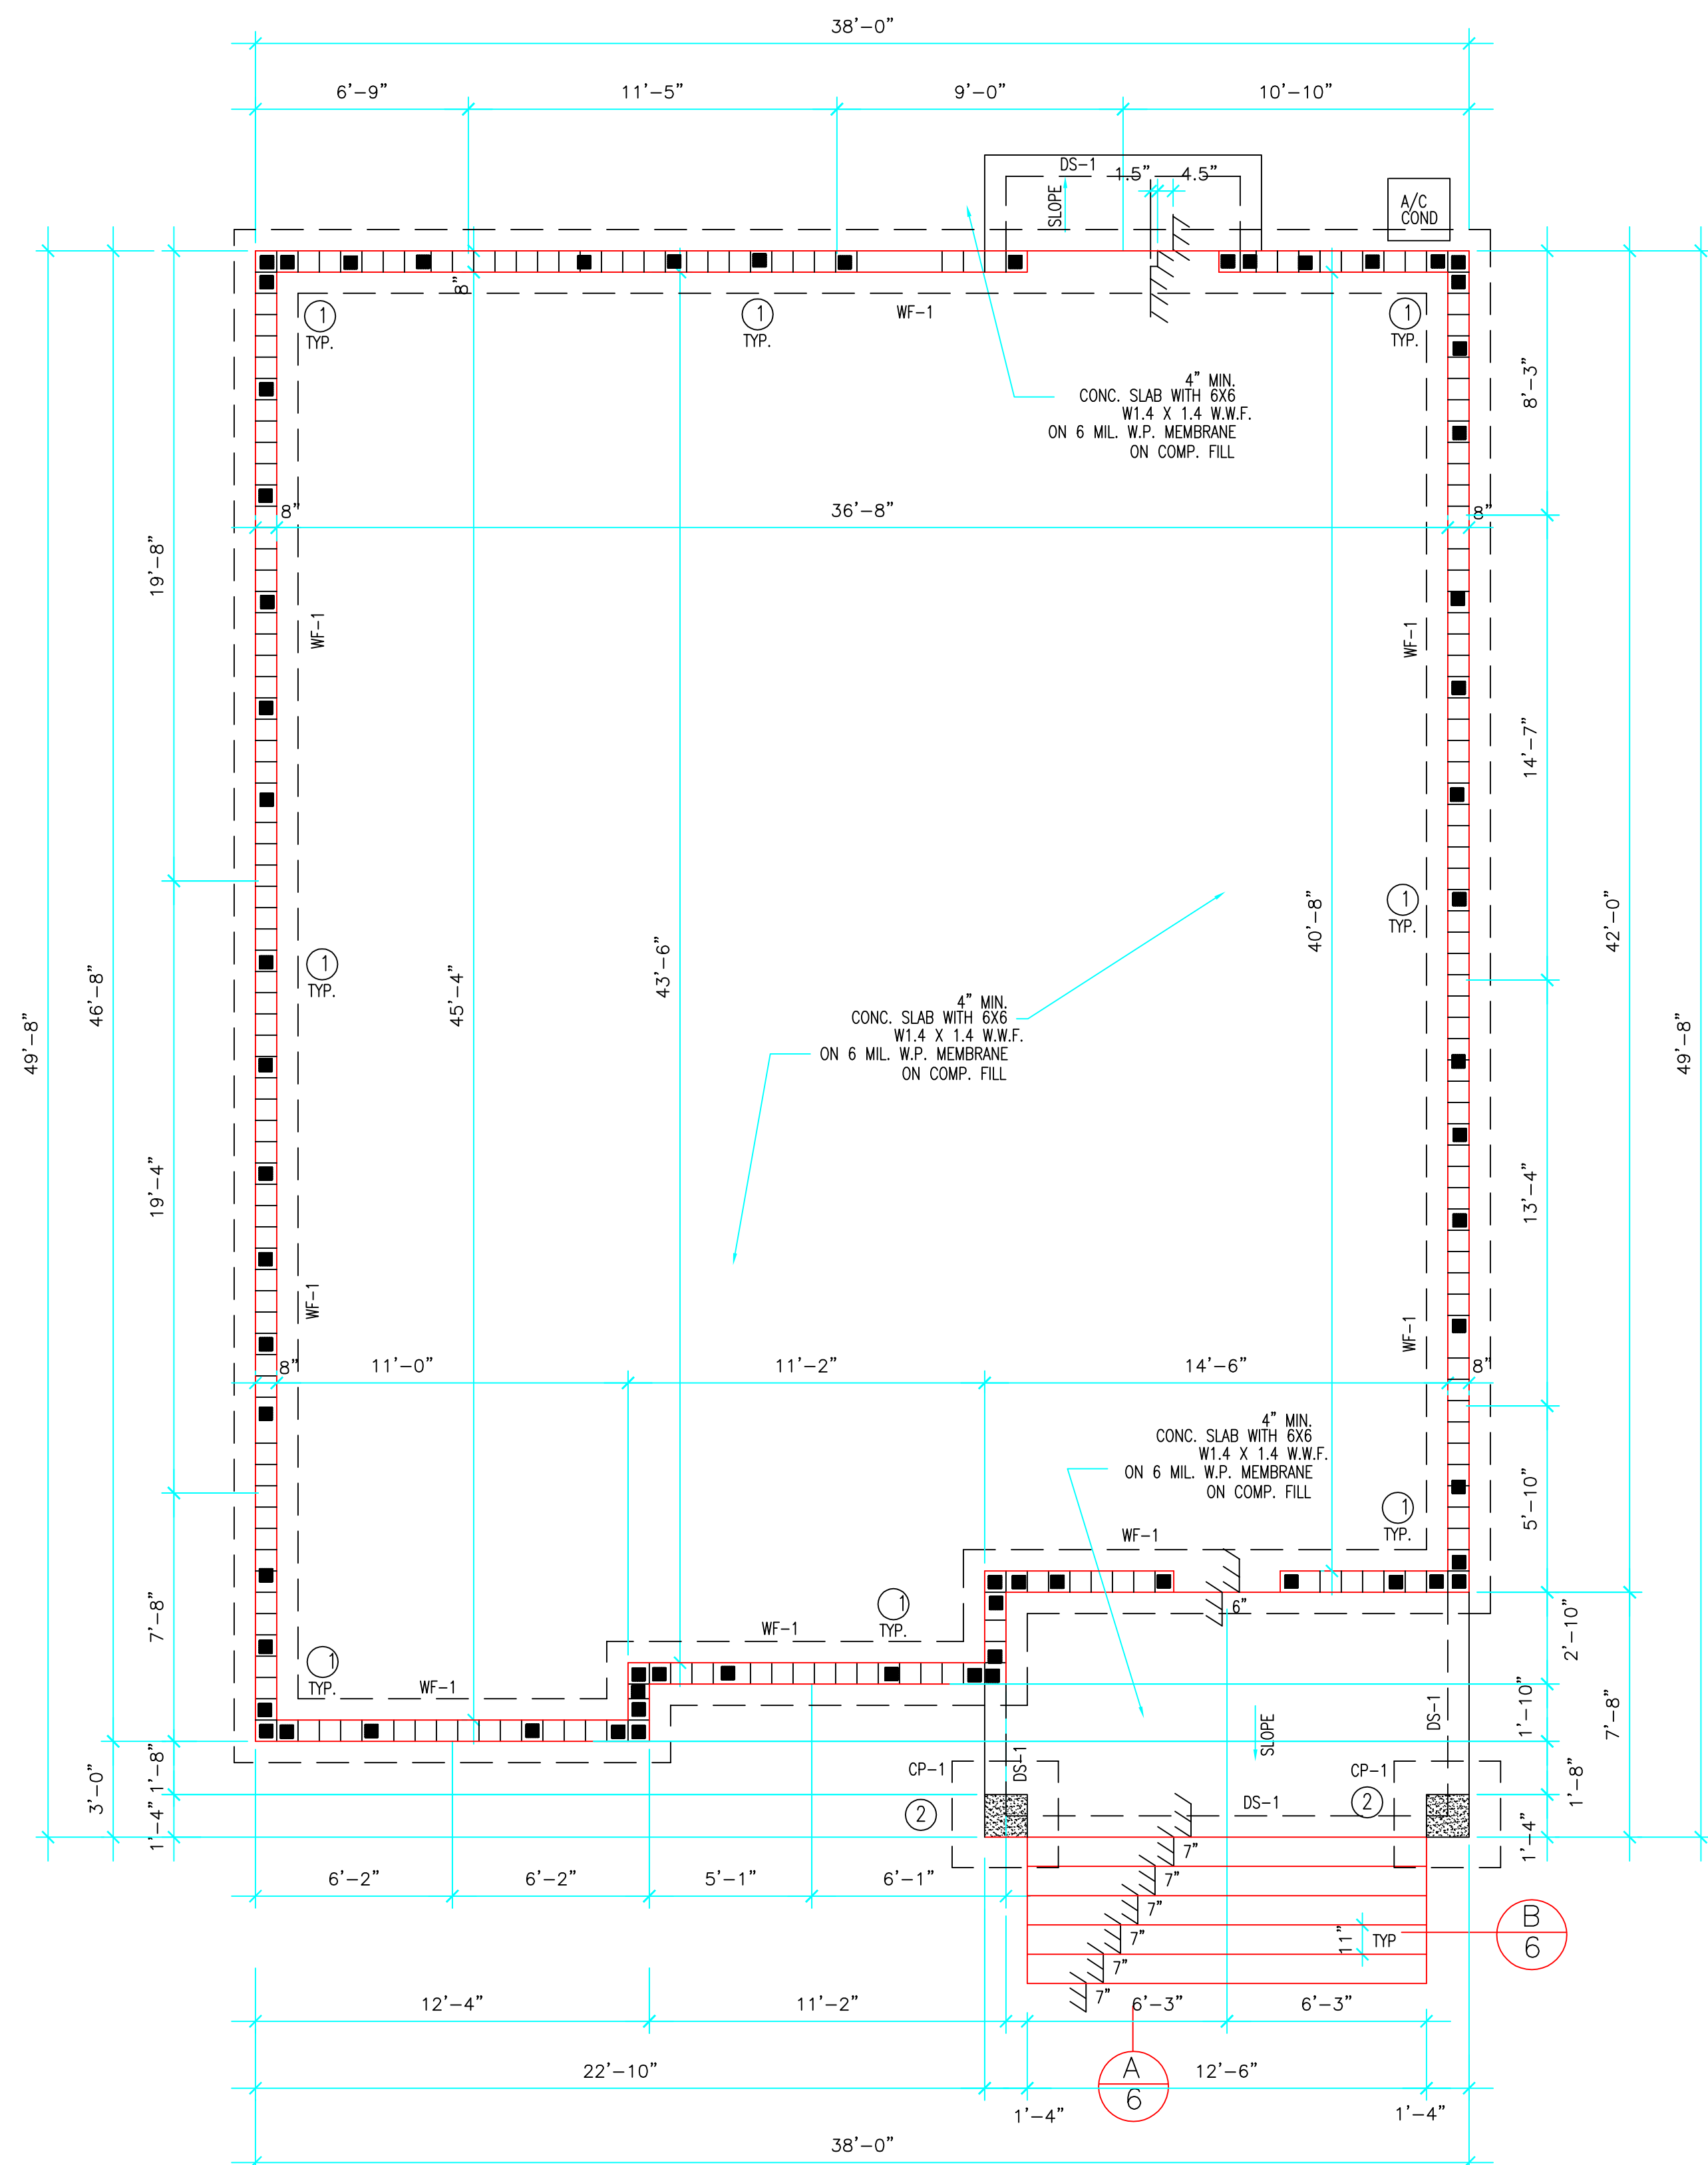 38'-0"
6'-9"
11'-5"
9'-0"
10'-10"
DS-1
1.5"
4.5"
SLOPE
A/C
COND
8"
1
TYP.
1
TYP.
WF-1
1
TYP.
4" MIN.
CONC. SLAB WITH 6X6
W1.4 X 1.4 W.W.F.
ON 6 MIL. W.P. MEMBRANE
ON COMP. FILL
8'-3"
8"
36'-8"
8"
19'-8"
WF-1
WF-1
14'-7"
1
TYP.
1
TYP.
49'-8"
46'-8"
45'-4"
43'-6"
40'-8"
42'-0"
49'-8"
4" MIN.
CONC. SLAB WITH 6X6
W1.4 X 1.4 W.W.F.
ON 6 MIL. W.P. MEMBRANE
ON COMP. FILL
19'-4"
13'-4"
WF-1
WF-1
8"
11'-0"
11'-2"
14'-6"
8"
4" MIN.
CONC. SLAB WITH 6X6
W1.4 X 1.4 W.W.F.
ON 6 MIL. W.P. MEMBRANE
ON COMP. FILL
5'-10"
1
TYP.
WF-1
7'-8"
1
TYP.
WF-1
1
TYP.
WF-1
6"
2'-10"
1'-10"
7'-8"
DS-1
SLOPE
3'-0"
1'-8"
1'-4"
CP-1
DS-1
2
DS-1
CP-1
2
1'-8"
1'-4"
6'-2"
6'-2"
5'-1"
6'-1"
7"
7"
7"
7"
7"
11"
TYP
B
6
12'-4"
11'-2"
6'-3"
6'-3"
22'-10"
A
6
12'-6"
1'-4"
1'-4"
38'-0"